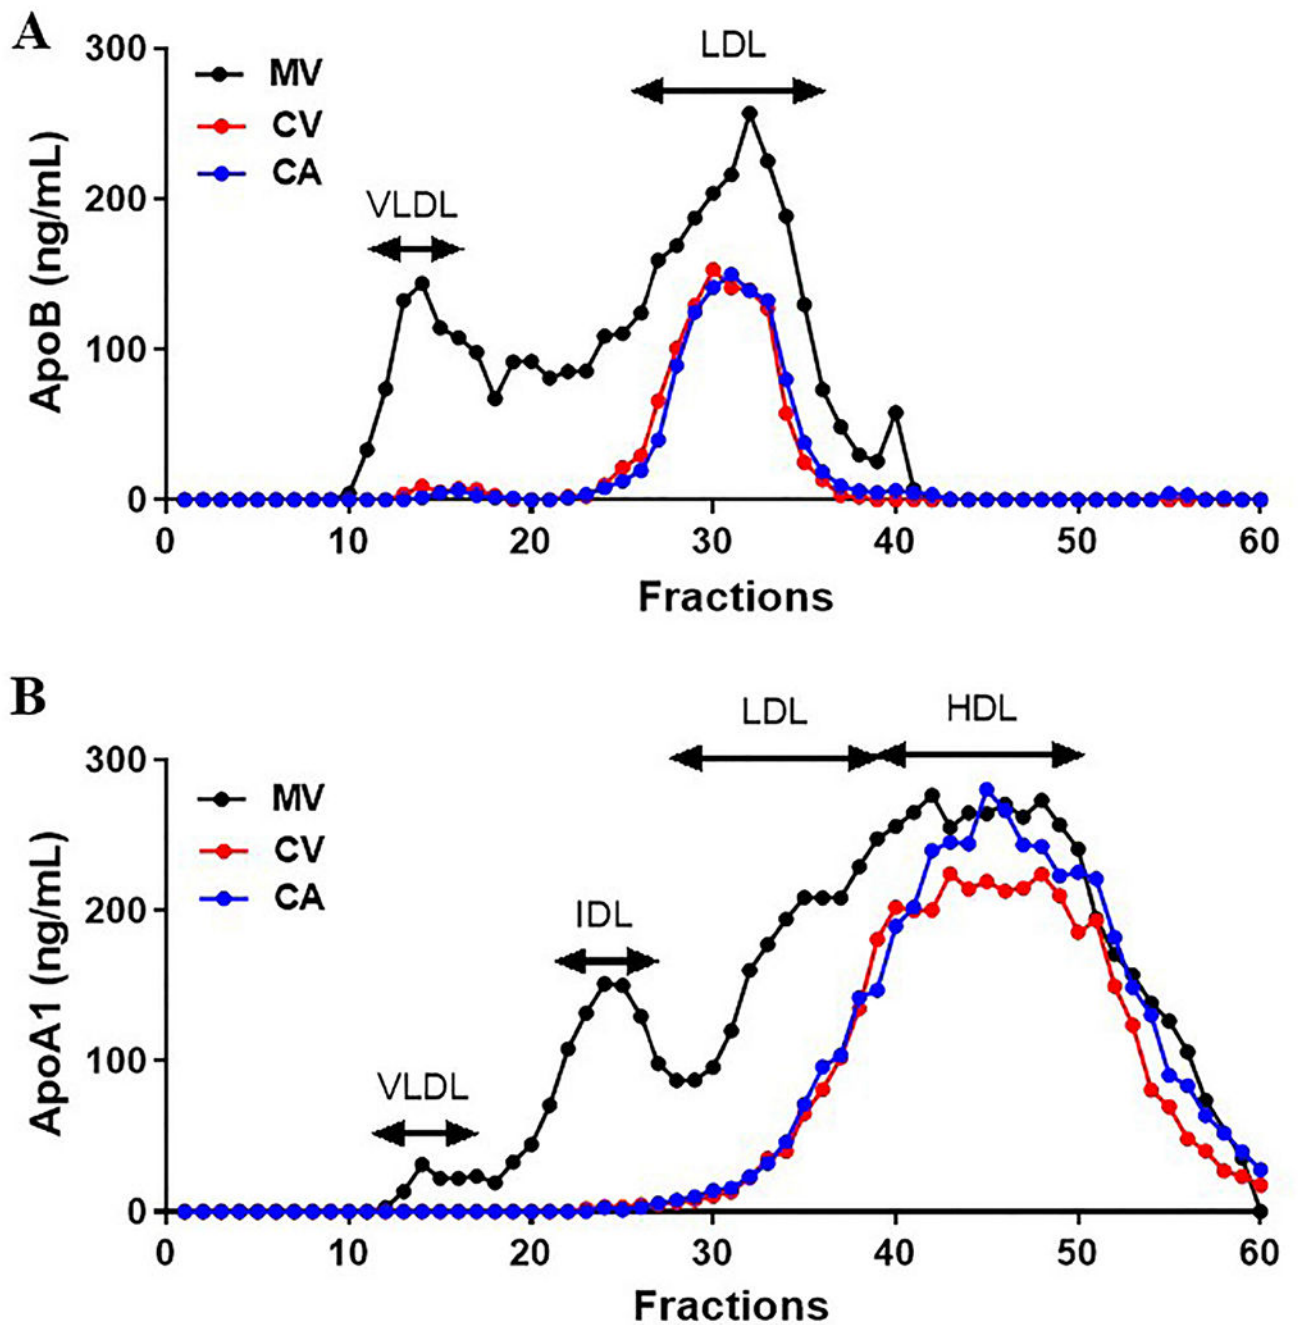 A
300
LDL
MV
CV
CA
200
VLDL
ApoB (ng/mL)
100
0
0 10 20 30 40 50 60
Fractions
B
LDL
HDL
300
MV
CV
CA
200
IDL
ApoA1 (ng/mL)
100
VLDL
0
0 10 20 30 40 50 60
Fractions